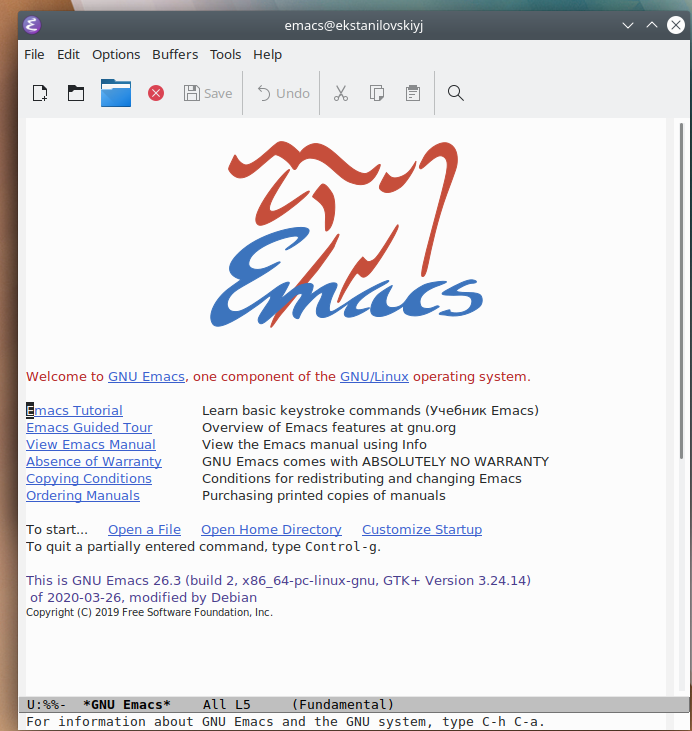 emacs@ekstanilovskiyj
File Edit Options Buffers Tools Help
Save Undo
Emacs
Welcome to GNU Emacs, one component of the GNU/Linux operating system.
Emacs Tutorial Learn basic keystroke commands (Учебник Emacs)
Emacs Guided Tour Overview of Emacs features at gnu.org
View Emacs Manual View the Emacs manual using Info
Absence of Warranty GNU Emacs comes with ABSOLUTELY NO WARRANTY
Copying Conditions Conditions for redistributing and changing Emacs
Ordering Manuals Purchasing printed copies of manuals
To start... Open a File Open Home Directory Customize Startup
To quit a partially entered command, type Control-g.
This is GNU Emacs 26.3 (build 2, x86_64-pc-linux-gnu, GTK+ Version 3.24.14)
of 2020-03-26, modified by Debian
Copyright (C) 2019 Free Software Foundation, Inc.
U:%%- *GNU Emacs* All L5 (Fundamental)
For information about GNU Emacs and the GNU system, type C-h C-a.